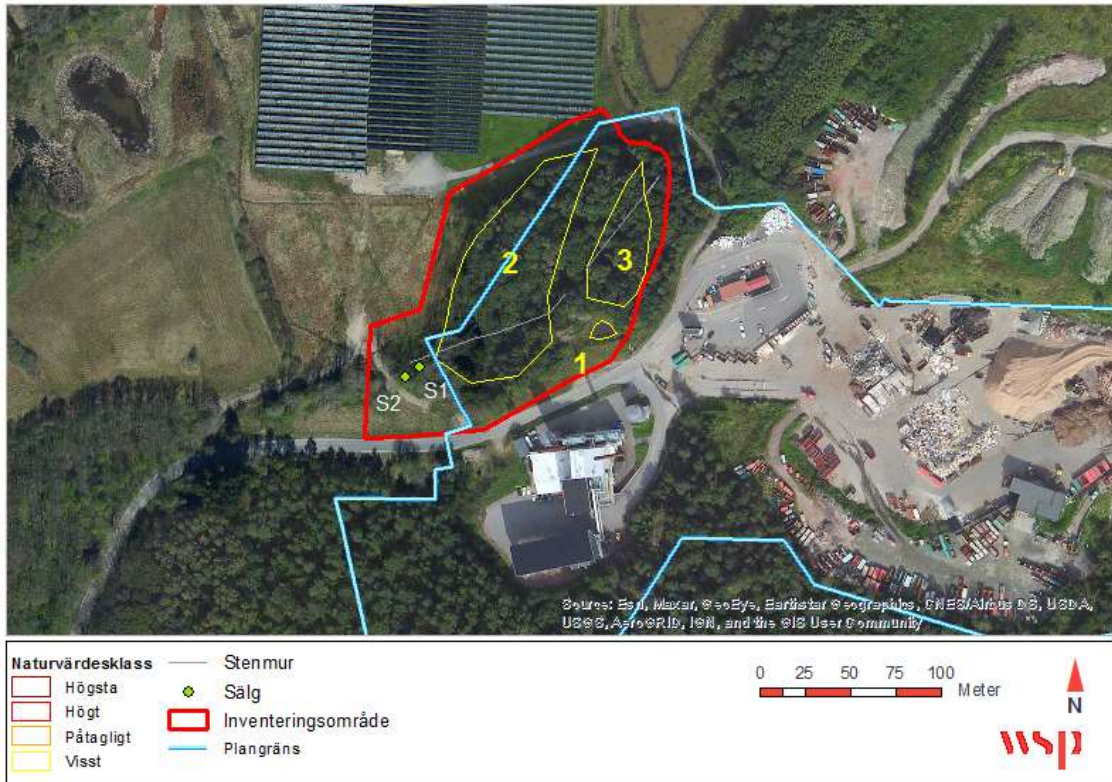 2
3
1
S1
S2
Source: Esri, Maxar, GeoEye, Earthstar Geographics, CNES/Airbus DS, USDA,
USGS, AeroGRID, IGN, and the GIS User Community
Naturvärdesklass
Högsta
Högt
Påtagligt
Visst
Stenmur
Sälg
Inventeringsområde
Plangräns
0 25 50 75 100
Meter
N
wsp